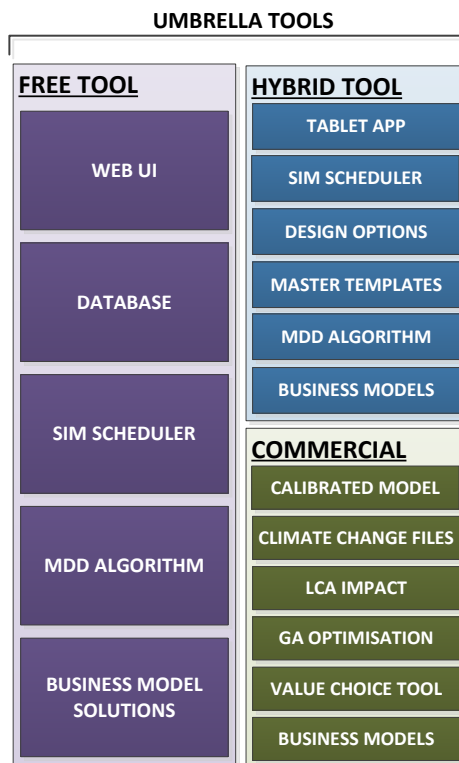 UMBRELLA TOOLS
FREE TOOL
WEB UI
DATABASE
SIM SCHEDULER
MDD ALGORITHM
BUSINESS MODEL
SOLUTIONS
HYBRID TOOL
TABLET APP
SIM SCHEDULER
DESIGN OPTIONS
MASTER TEMPLATES
MDD ALGORITHM
BUSINESS MODELS
COMMERCIAL
CALIBRATED MODEL
CLIMATE CHANGE FILES
LCA IMPACT
GA OPTIMISATION
VALUE CHOICE TOOL
BUSINESS MODELS